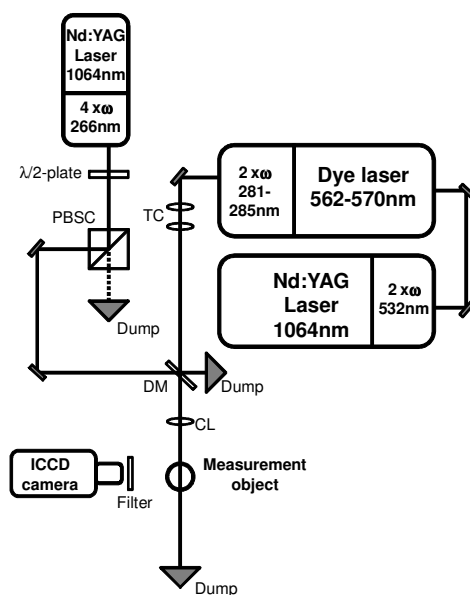 Nd:YAG
Laser
1064nm
4 xω
266nm
λ/2-plate
PBSC
Dump
TC
2 xω
281-
285nm
Dye laser
562-570nm
Nd:YAG
Laser
1064nm
2 xω
532nm
DM
Dump
CL
ICCD
camera
Filter
Measurement
object
Dump